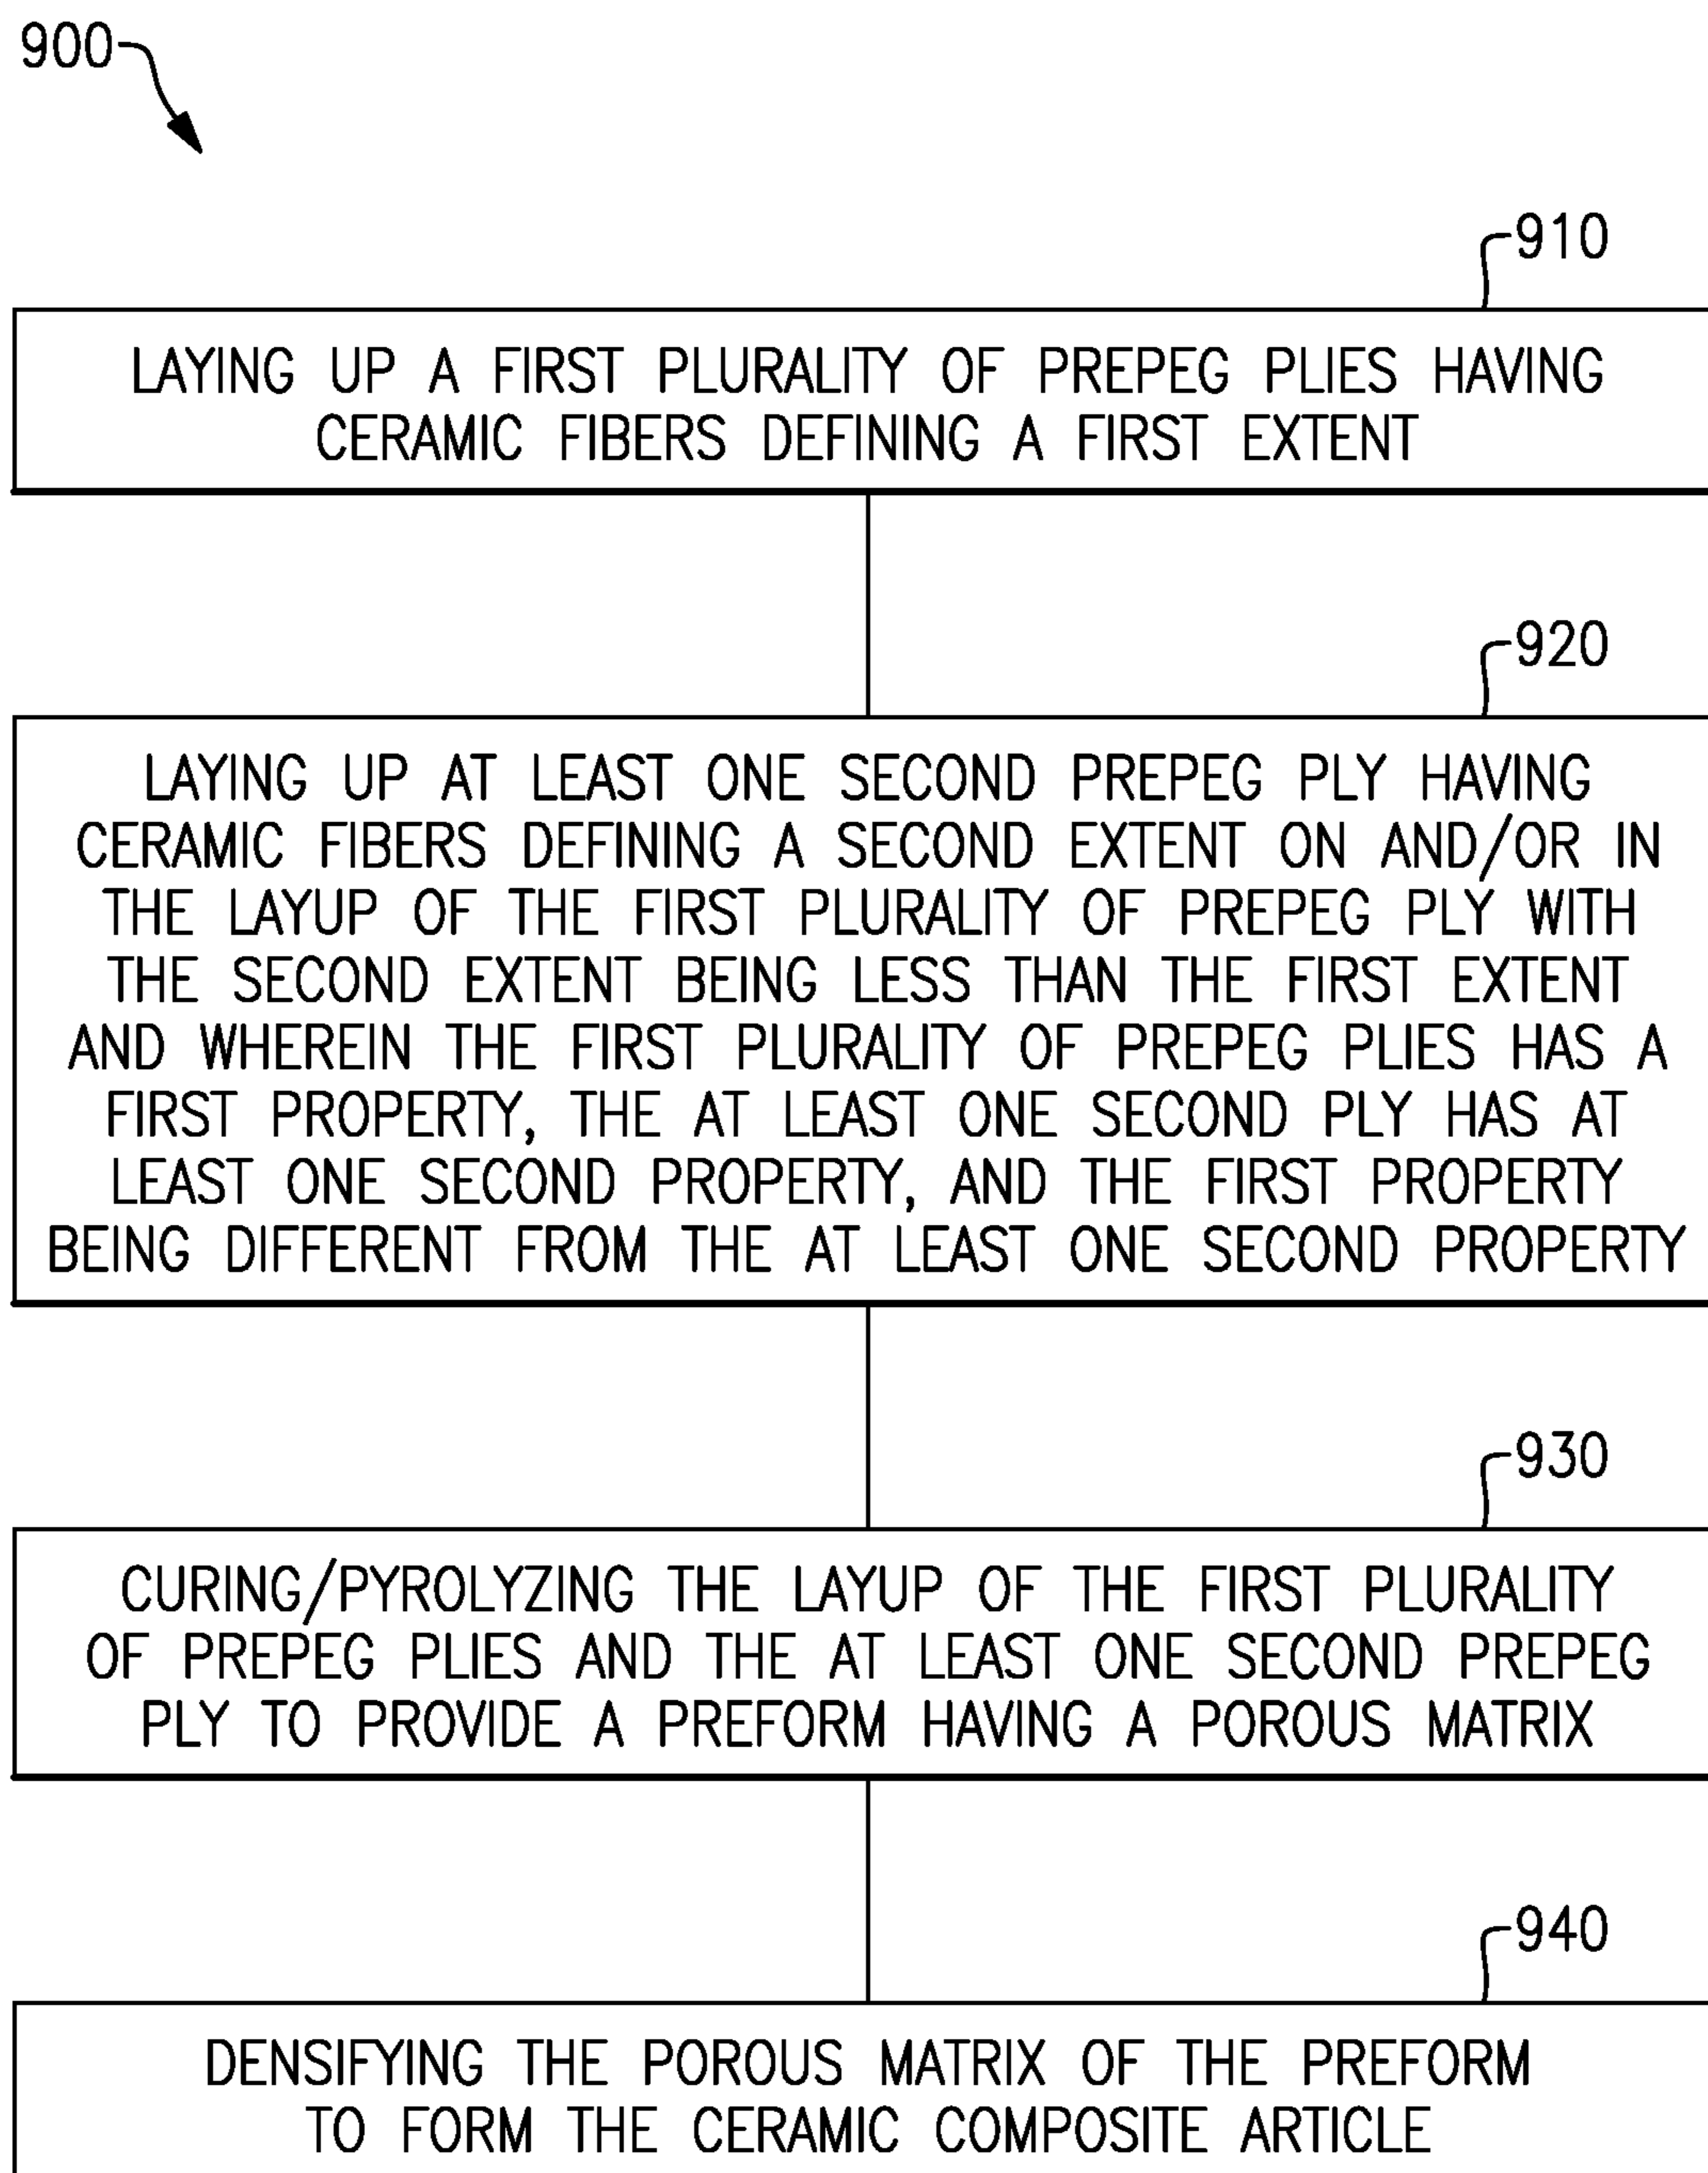 900
910
LAYING UP A FIRST PLURALITY OF PREPEG PLIES HAVING
CERAMIC FIBERS DEFINING A FIRST EXTENT
920
LAYING UP AT LEAST ONE SECOND PREPEG PLY HAVING
CERAMIC FIBERS DEFINING A SECOND EXTENT ON AND/OR IN
THE LAYUP OF THE FIRST PLURALITY OF PREPEG PLY WITH
THE SECOND EXTENT BEING LESS THAN THE FIRST EXTENT
AND WHEREIN THE FIRST PLURALITY OF PREPEG PLIES HAS A
FIRST PROPERTY, THE AT LEAST ONE SECOND PLY HAS AT
LEAST ONE SECOND PROPERTY, AND THE FIRST PROPERTY
BEING DIFFERENT FROM THE AT LEAST ONE SECOND PROPERTY
930
CURING/PYROLYZING THE LAYUP OF THE FIRST PLURALITY
OF PREPEG PLIES AND THE AT LEAST ONE SECOND PREPEG
PLY TO PROVIDE A PREFORM HAVING A POROUS MATRIX
940
DENSIFYING THE POROUS MATRIX OF THE PREFORM
TO FORM THE CERAMIC COMPOSITE ARTICLE